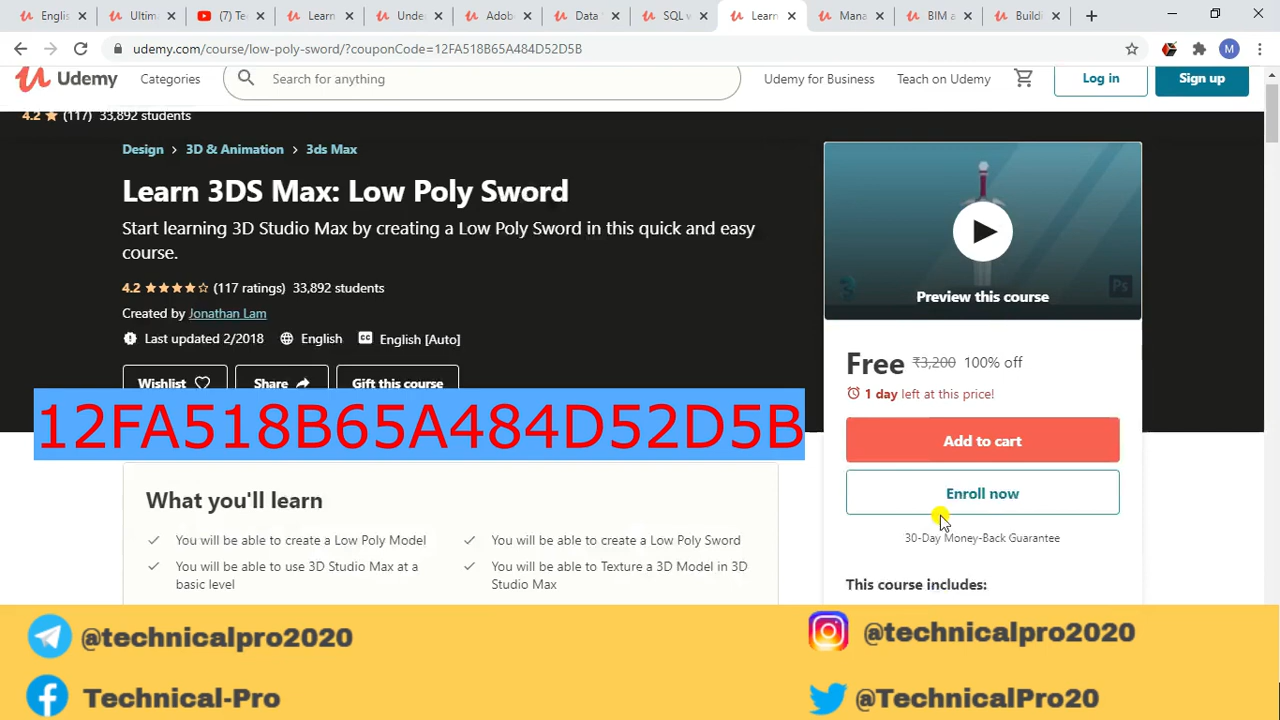 Englis
Ultim
(7) Te
Learn
Unde
Adob
Data
SQL v
Learn
Mana
BIM a
Buildi
udemy.com/course/low-poly-sword/?couponCode=12FA518B65A484D52D5B
M
Udemy
Categories
Search for anything
Udemy for Business
Teach on Udemy
Log in
Sign up
4.2 ★ (117) 33,892 students
Design > 3D & Animation > 3ds Max
Learn 3DS Max: Low Poly Sword
Start learning 3D Studio Max by creating a Low Poly Sword in this quick and easy
course.
4.2 (117 ratings) 33,892 students
Created by Jonathan Lam
Last updated 2/2018 English CC English [Auto]
Wishlist
Share
Gift this course
12FA518B65A484D52D5B
Ps
Preview this course
Free ₹3,200 100% off
1 day left at this price!
Add to cart
Enroll now
30-Day Money-Back Guarantee
This course includes:
What you'll learn
You will be able to create a Low Poly Model
You will be able to use 3D Studio Max at a
basic level
You will be able to create a Low Poly Sword
You will be able to Texture a 3D Model in 3D
Studio Max
@technicalpro2020
@technicalpro2020
Technical-Pro
@TechnicalPro20